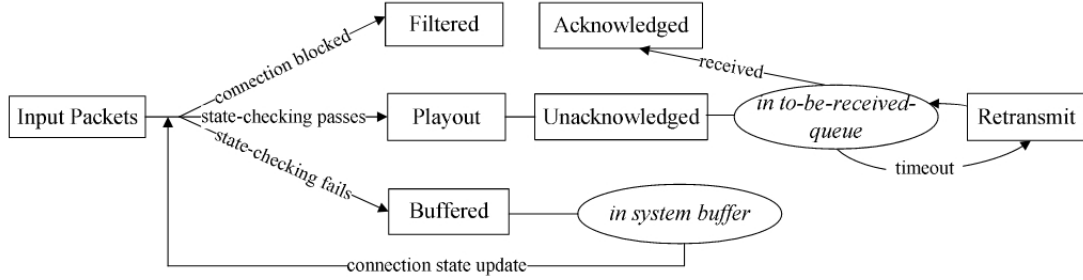 Filtered
Acknowledged
connection blocked
received
Input Packets
state-checking passes
Playout
Unacknowledged
in to-be-received-
queue
Retransmit
timeout
state-checking fails
Buffered
in system buffer
connection state update